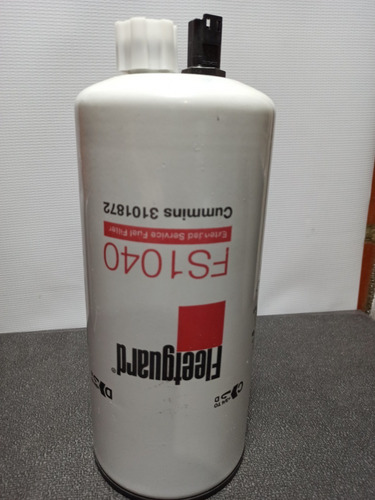 Fleetguard®
FS1040
Extended Service Fuel Filter
Cummins 3101872